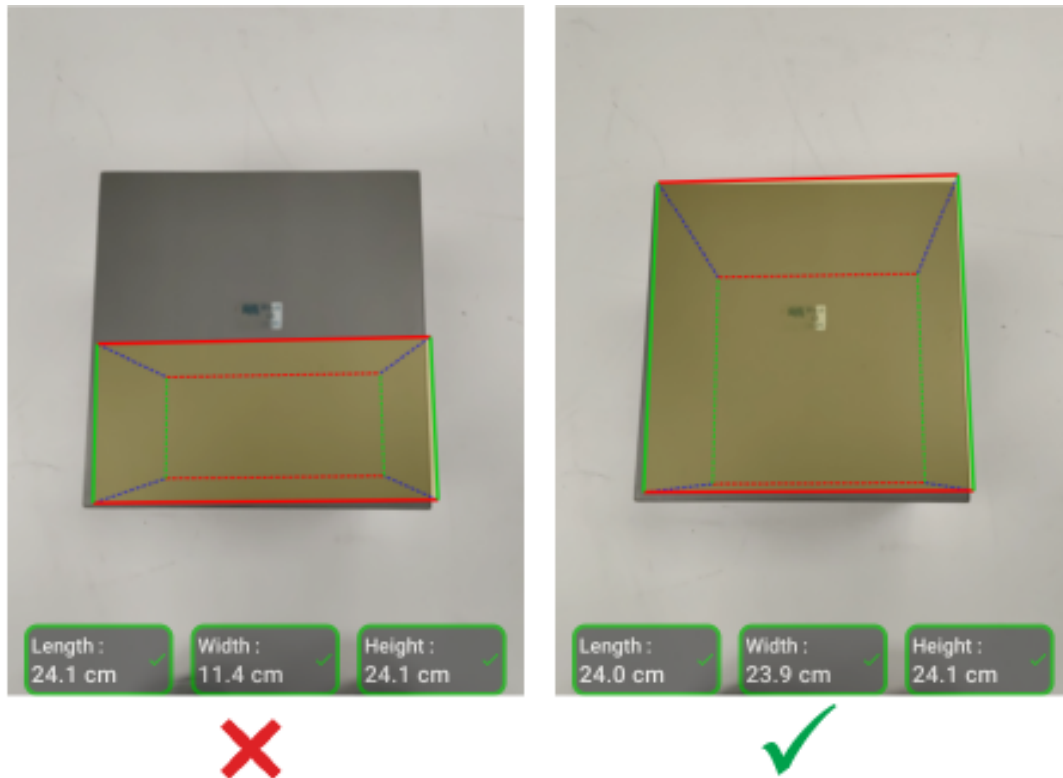 Length :
24.1 cm
Width :
11.4 cm
Height :
24.1 cm
Length :
24.0 cm
Width :
23.9 cm
Height :
24.1 cm